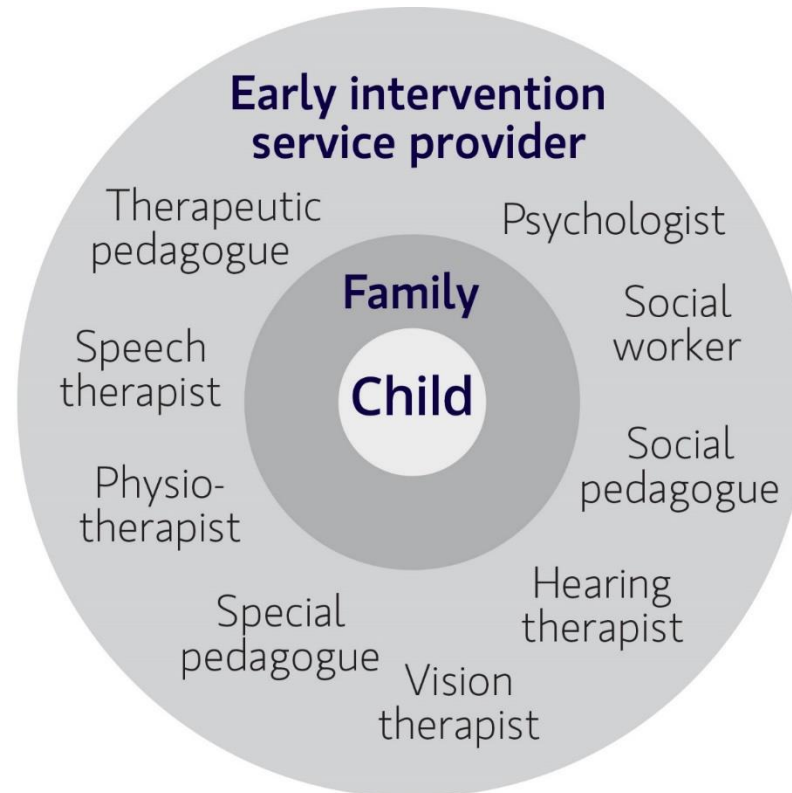 Early intervention
service provider
Therapeutic
pedagogue
Psychologist
Family
Social
worker
Speech
therapist
Child
Social
pedagogue
Physio-
therapist
Hearing
therapist
Special
pedagogue
Vision
therapist